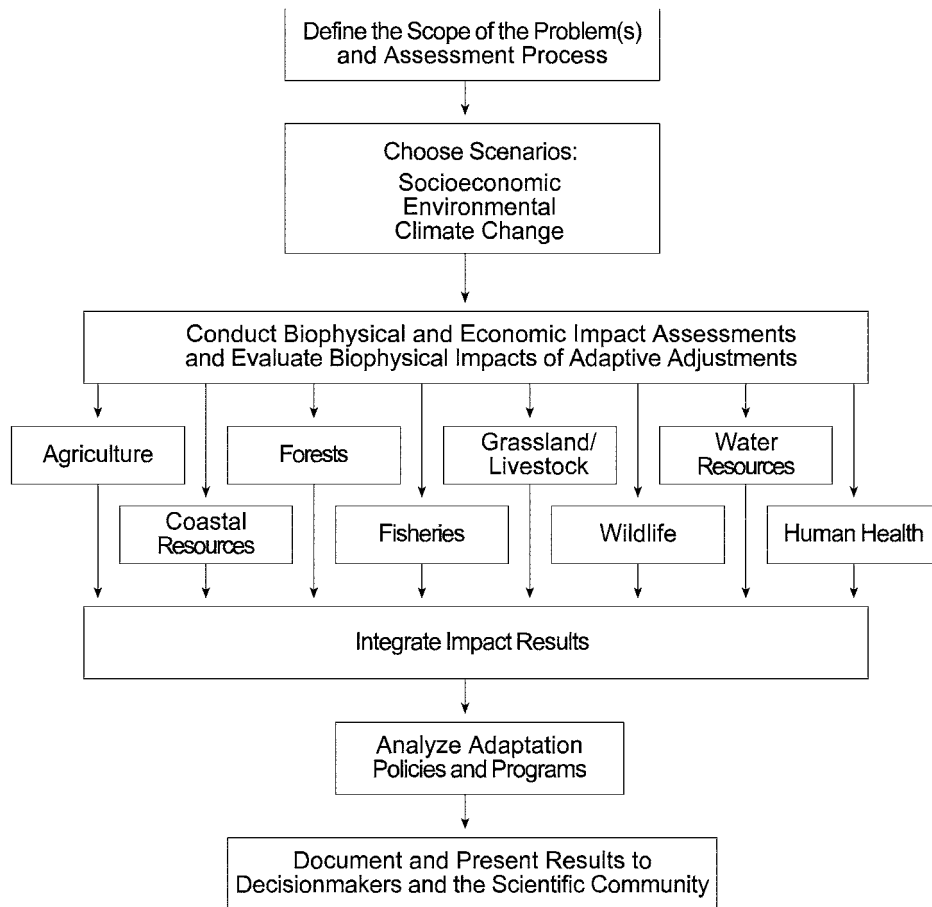 Define the Scope of the Problem(s)
and Assessment Process
Choose Scenarios:
Socioeconomic
Environmental
Climate Change
Conduct Biophysical and Economic Impact Assessments
and Evaluate Biophysical Impacts of Adaptive Adjustments
Agriculture
Forests
Grassland/
Livestock
Water
Resources
Coastal
Resources
Fisheries
Wildlife
Human Health
Integrate Impact Results
Analyze Adaptation
Policies and Programs
Document and Present Results to
Decisionmakers and the Scientific Community